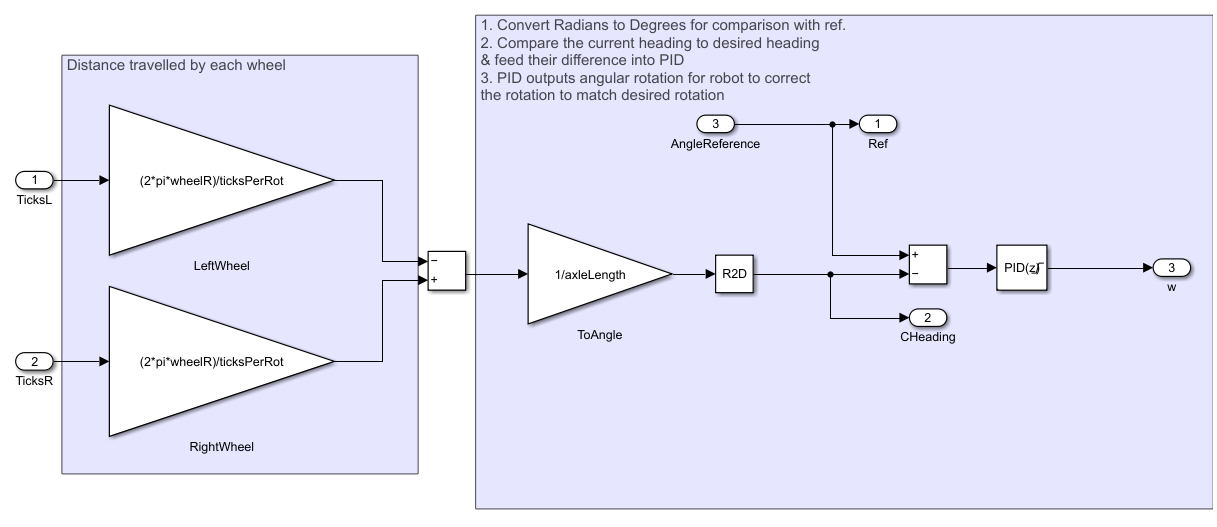 1. Convert Radians to Degrees for comparison with ref.
2. Compare the current heading to desired heading
& feed their difference into PID
3. PID outputs angular rotation for robot to correct
the rotation to match desired rotation
Distance travelled by each wheel
3
AngleReference
1
Ref
1
TicksL
(2*pi*wheelR)/ticksPerRot
LeftWheel
−
+
1/axleLength
ToAngle
R2D
+
−
PID(z)
3
w
2
CHeading
2
TicksR
(2*pi*wheelR)/ticksPerRot
RightWheel